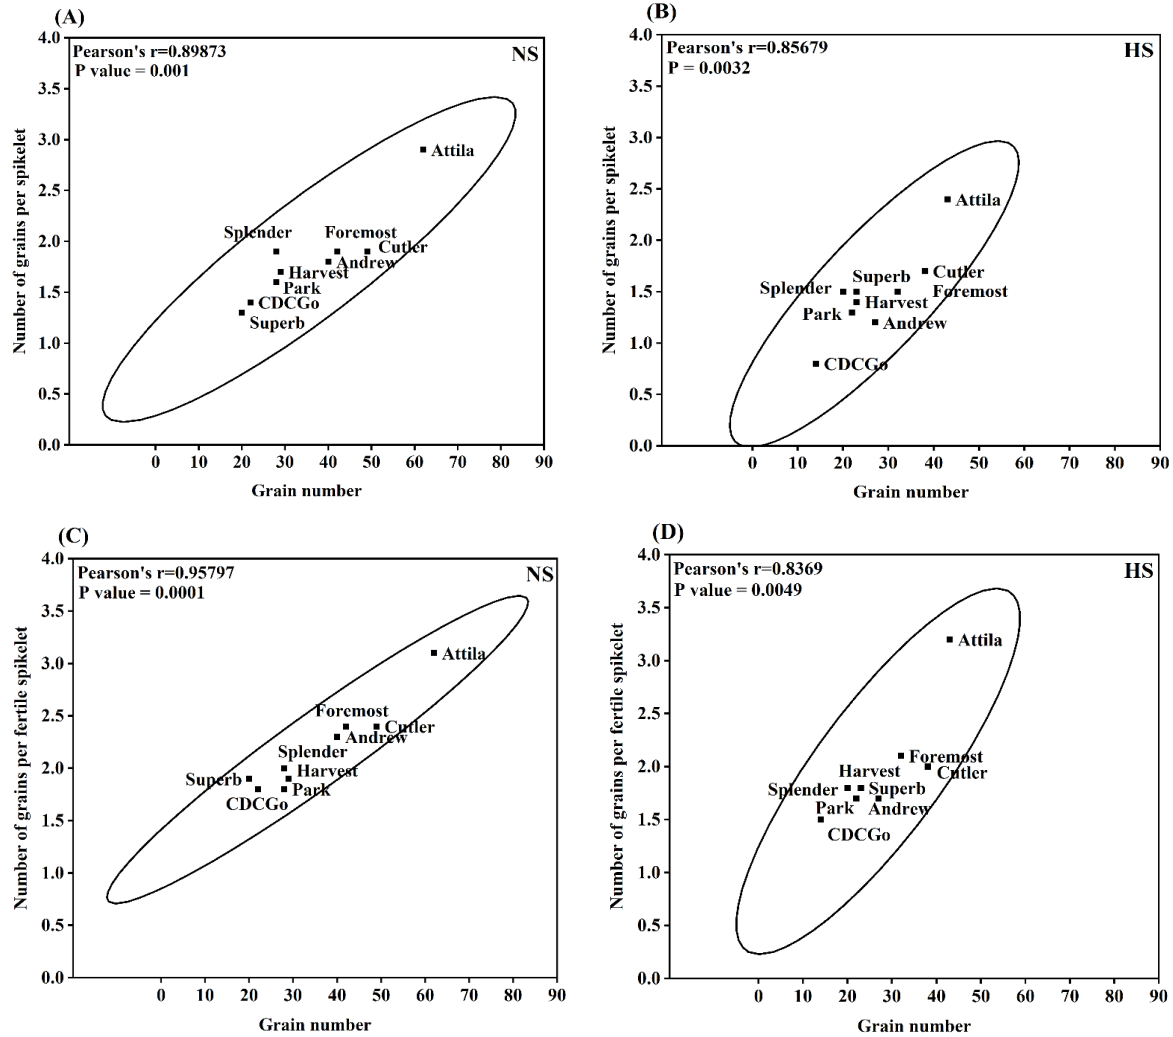 (A)
Pearson's r=0.89873
P value = 0.001
NS
Number of grains per spikelet
4.0
3.5
3.0
2.5
2.0
1.5
1.0
0.5
0.0
Attila
Splender
Foremost
Cutler
Andrew
Harvest
Park
CDCGo
Superb
0 10 20 30 40 50 60 70 80 90
Grain number
(B)
Pearson's r=0.85679
P = 0.0032
HS
Number of grains per spikelet
4.0
3.5
3.0
2.5
2.0
1.5
1.0
0.5
0.0
Attila
Superb
Cutler
Splender
Foremost
Harvest
Park
Andrew
CDCGo
0 10 20 30 40 50 60 70 80 90
Grain number
(C)
Pearson's r=0.95797
P value = 0.0001
NS
Number of grains per fertile spikelet
4.0
3.5
3.0
2.5
2.0
1.5
1.0
0.5
0.0
Attila
Foremost
Cutler
Andrew
Splender
Harvest
Superb
Park
CDCGo
0 10 20 30 40 50 60 70 80 90
Grain number
(D)
Pearson's r=0.8369
P value = 0.0049
HS
Number of grains per fertile spikelet
4.0
3.5
3.0
2.5
2.0
1.5
1.0
0.5
0.0
Attila
Foremost
Harvest
Cutler
Splender
Superb
Park
Andrew
CDCGo
0 10 20 30 40 50 60 70 80 90
Grain number